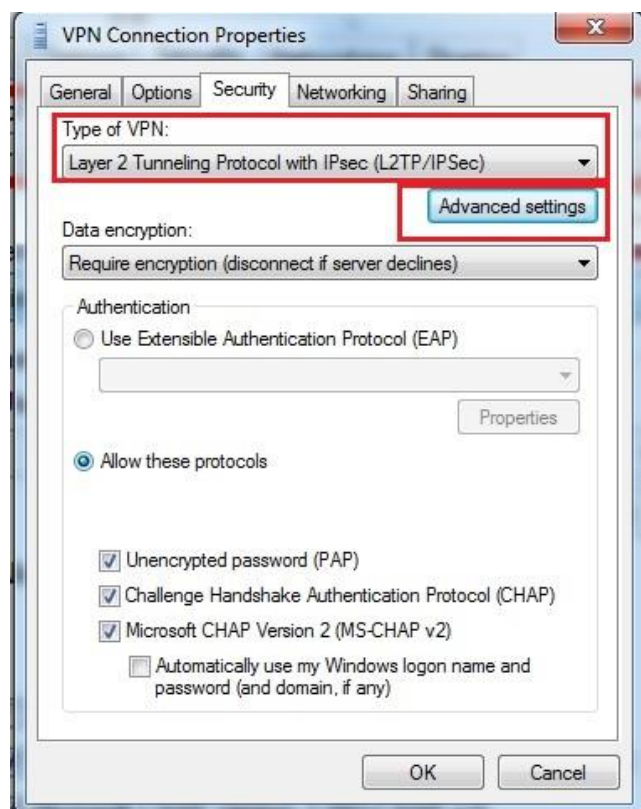 VPN Connection Properties
General Options Security Networking Sharing
Type of VPN:
Layer 2 Tunneling Protocol with IPsec (L2TP/IPSec)
Advanced settings
Data encryption:
Require encryption (disconnect if server declines)
Authentication
Use Extensible Authentication Protocol (EAP)
Properties
Allow these protocols
Unencrypted password (PAP)
Challenge Handshake Authentication Protocol (CHAP)
Microsoft CHAP Version 2 (MS-CHAP v2)
Automatically use my Windows logon name and
password (and domain, if any)
OK Cancel